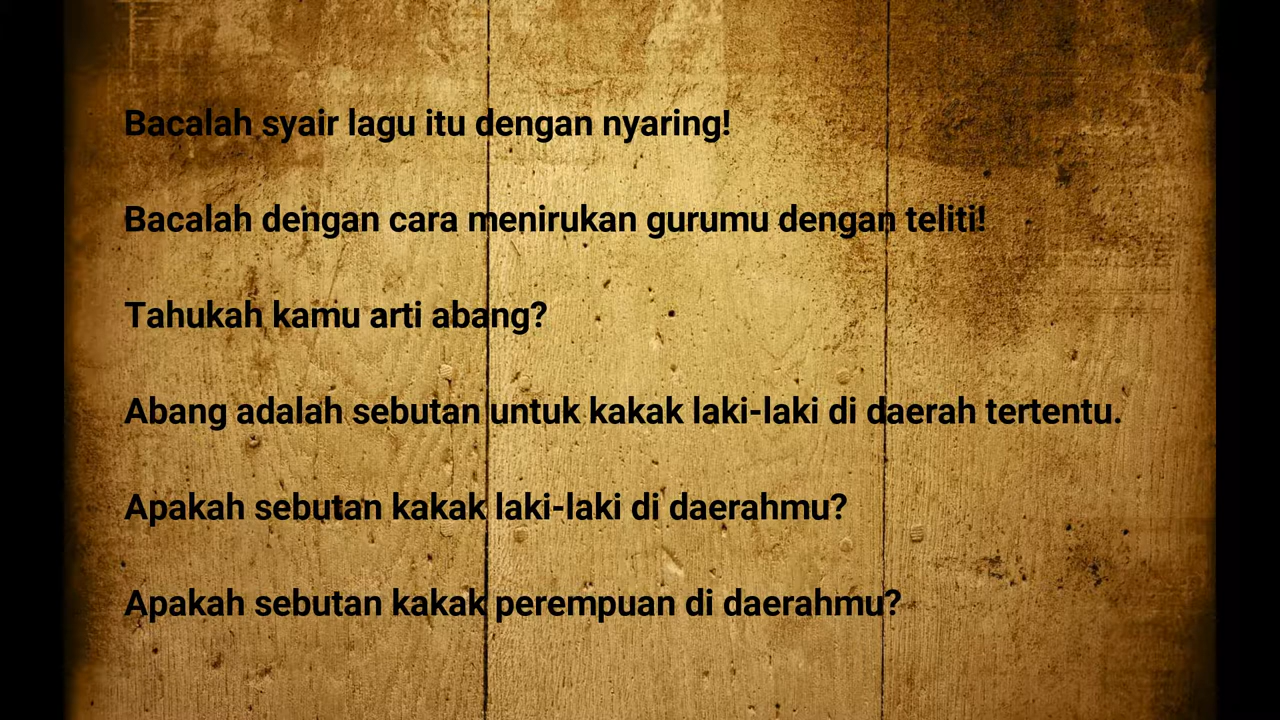 Bacalah syair lagu itu dengan nyaring!
Bacalah dengan cara menirukan gurumu dengan teliti!
Tahukah kamu arti abang?
Abang adalah sebutan untuk kakak laki-laki di daerah tertentu.
Apakah sebutan kakak laki-laki di daerahmu?
Apakah sebutan kakak perempuan di daerahmu?